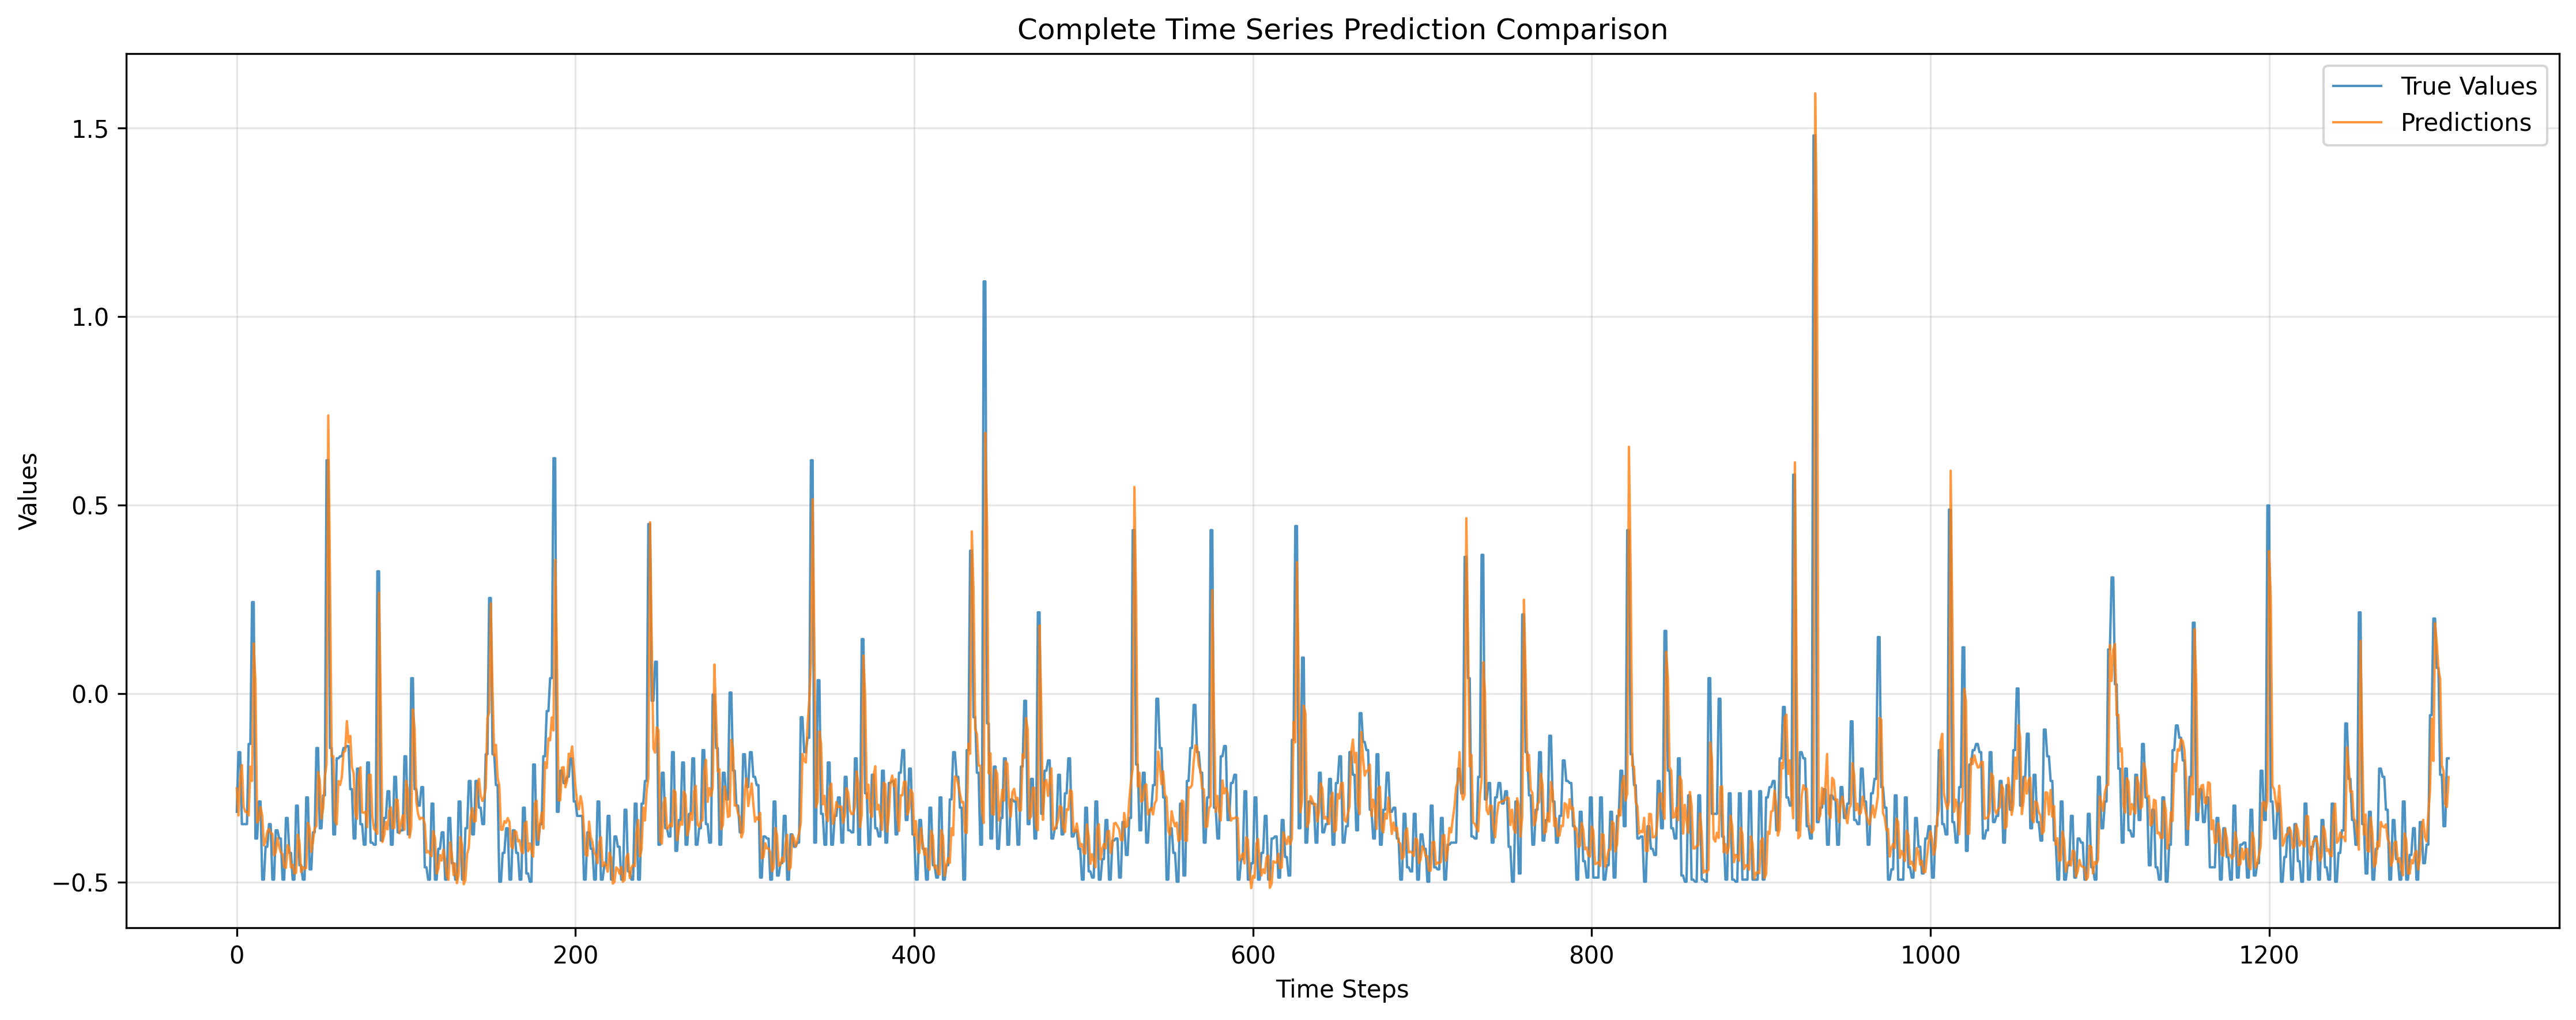 Complete Time Series Prediction Comparison
True Values
Predictions
Values
1.5
1.0
0.5
0.0
−0.5
0
200
400
600
800
1000
1200
Time Steps